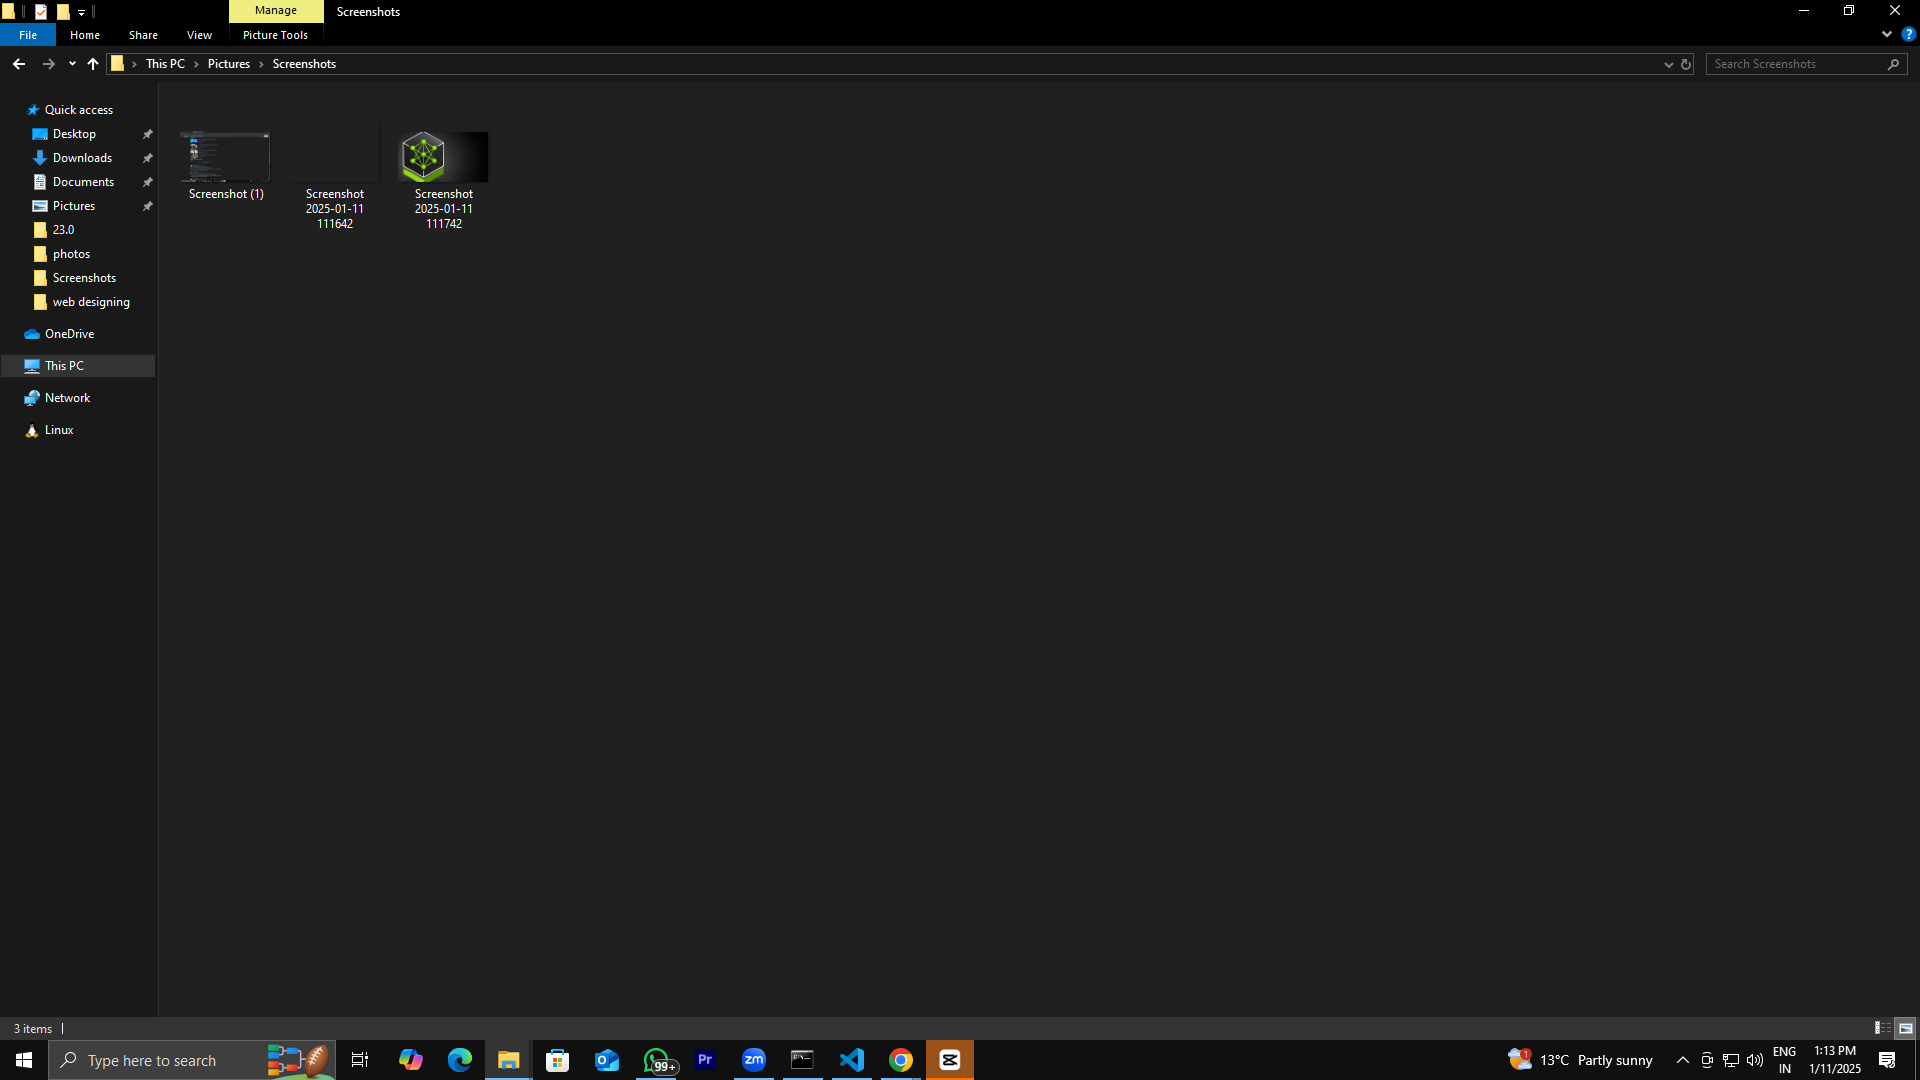 Manage
Screenshots
File
Home
Share
View
Picture Tools
This PC
Pictures
Screenshots
Search Screenshots
Quick access
Desktop
Downloads
Documents
Pictures
23.0
photos
Screenshots
web designing
OneDrive
This PC
Network
Linux
Screenshot (1)
Screenshot
2025-01-11
111642
Screenshot
2025-01-11
111742
3 items
Type here to search
99+
Pr
zm
1
13°C Partly sunny
ENG
IN
1:13 PM
1/11/2025